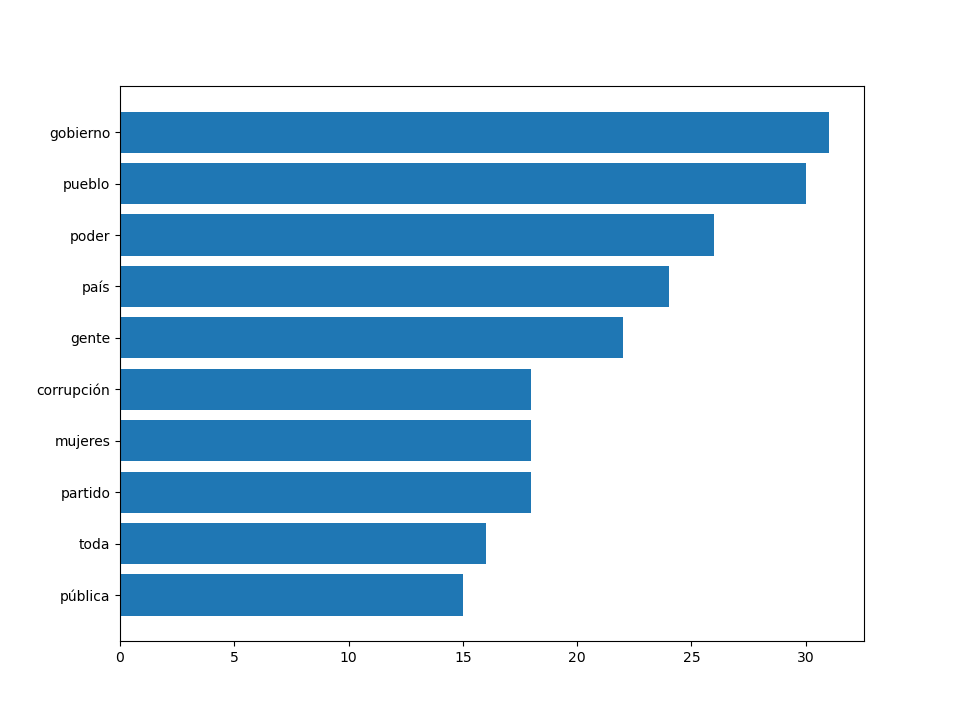 gobierno
pueblo
poder
país
gente
corrupción
mujeres
partido
toda
pública
0 5 10 15 20 25 30